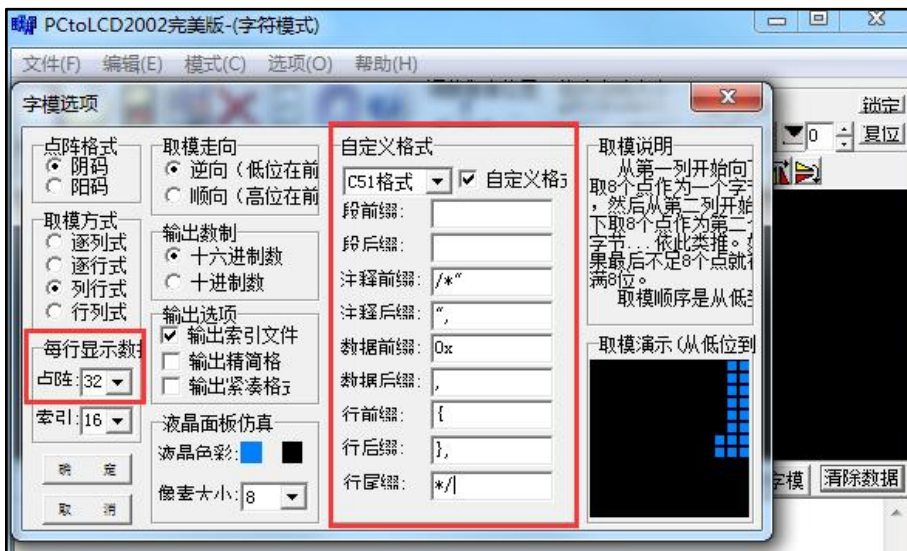 PCtoLCD2002完美版-(字符模式)
文件(F) 编辑(E) 模式(C) 选项(O) 帮助(H)
字模选项
锁定
0 复位
点阵格式
阴码
阳码
取模方式
逐列式
逐行式
列行式
行列式
每行显示数据
点阵:32
索引:16
确 定
取 消
取模走向
逆向(低位在前
顺向(高位在前
输出数制
十六进制数
十进制数
输出选项
输出索引文件
输出精简格
输出紧凑格式
液晶面板仿真
液晶色彩:
像素大小:8
自定义格式
C51格式 自定义格式
段前缀:
段后缀:
注释前缀: /*"
注释后缀: ",
数据前缀: 0x
数据后缀: ,
行前缀: {
行后缀: },
行尾缀: */
取模说明
从第一列开始向下
取8个点作为一个字节
,然后从第二列开始
下取8个点作为第二个
字节...依此类推。如
果最后不足8个点就补
满8位。
取模顺序是从低到
取模演示(从低位到
字模 清除数据